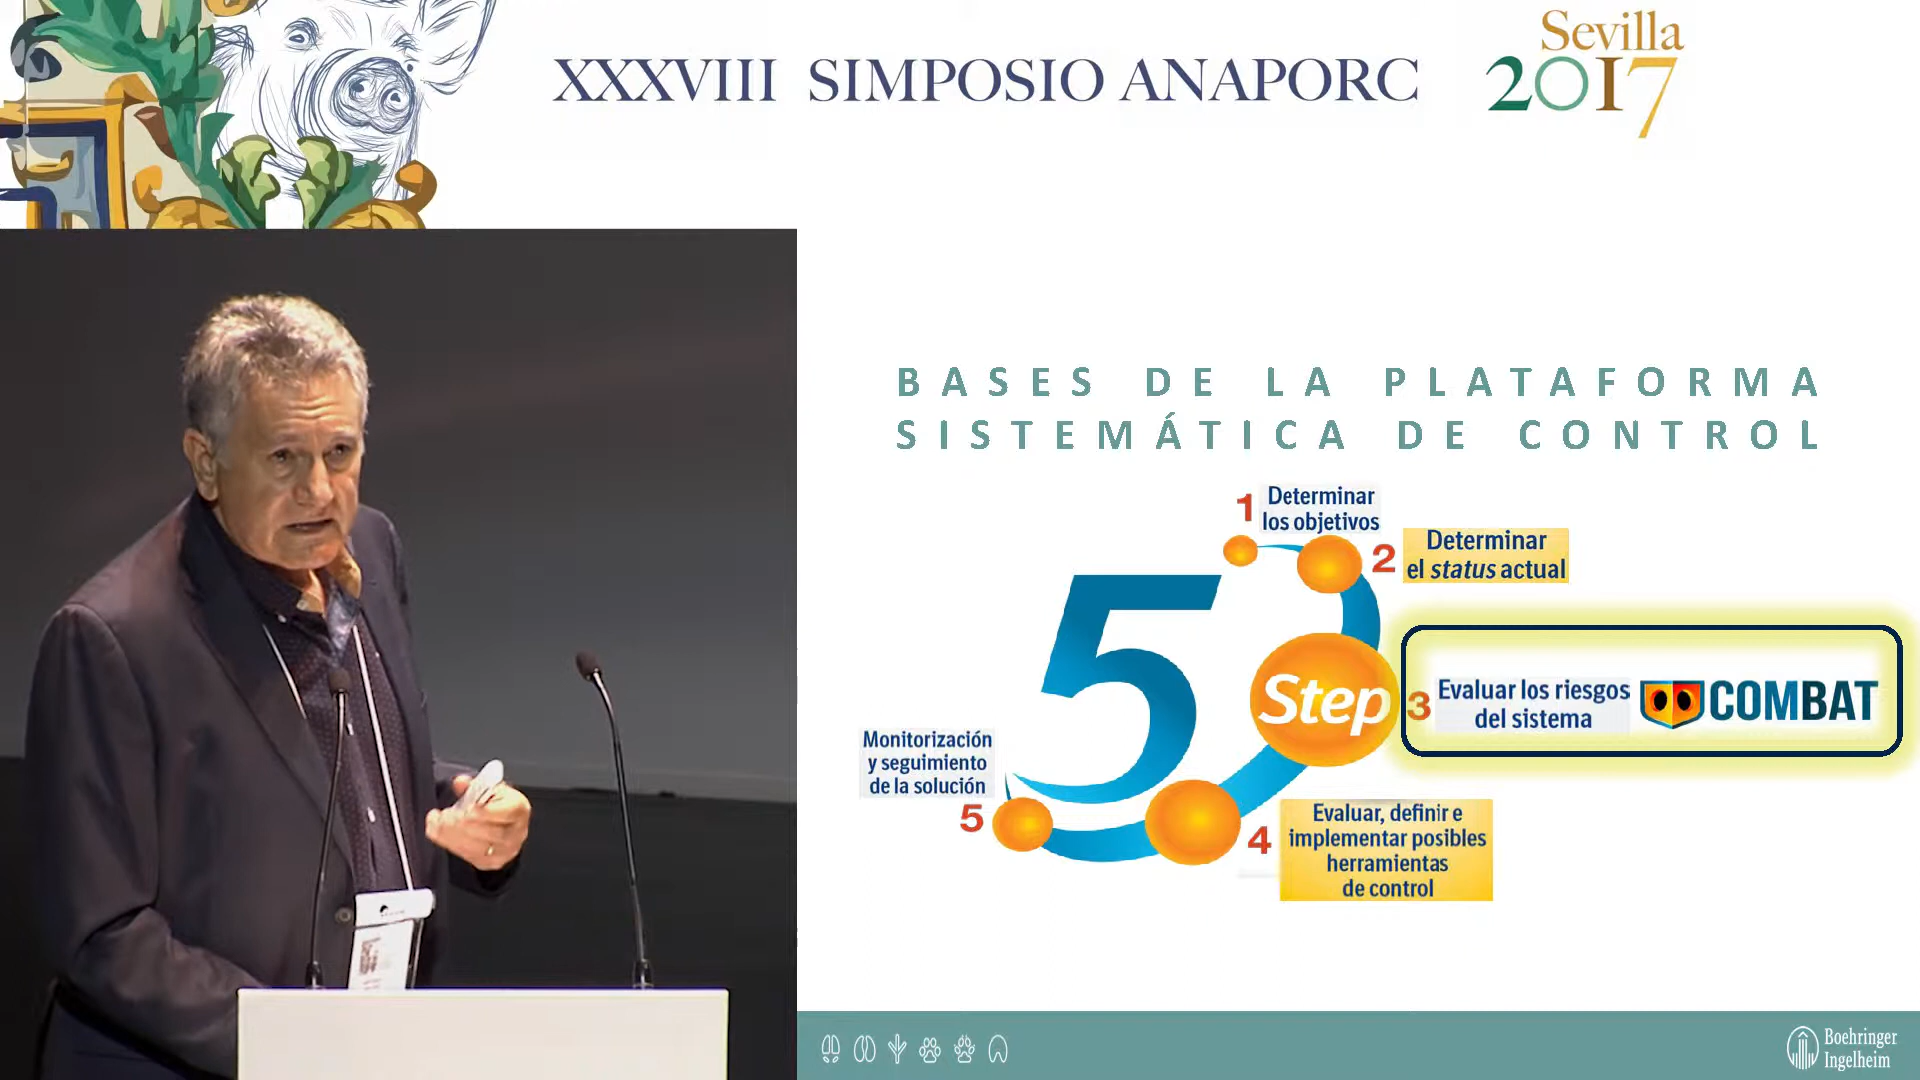 XXXVIII SIMPOSIO ANAPORC
Sevilla
2017
BASES DE LA PLATAFORMA
SISTEMÁTICA DE CONTROL
1
Determinar
los objetivos
2
Determinar
el status actual
5
Step
3
Evaluar los riesgos
del sistema
COMBAT
4
Evaluar, definir e
implementar posibles
herramientas
de control
5
Monitorización
y seguimiento
de la solución
Boehringer
Ingelheim